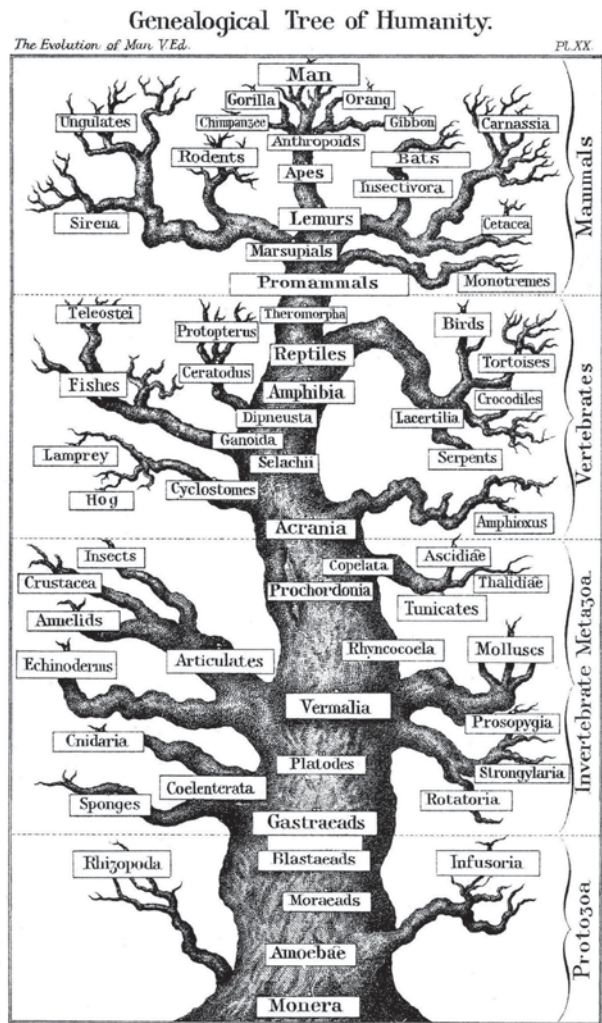 Genealogical Tree of Humanity.
The Evolution of Man V.Ed.
Pl.XX.
Man
Gorilla
Orang
Ungulates
Chimpanzee
Gibbon
Carnassia
Anthropoids
Rodents
Bats
Apes
Insectivora
Sirena
Lemurs
Cetacea
Marsupials
Promammals
Monotremes
Mammals
Teleostei
Theromorpha
Protopterus
Birds
Reptiles
Tortoises
Ceratodus
Fishes
Amphibia
Crocodiles
Dipneusta
Lacertilia
Ganoida
Lamprey
Selachii
Serpents
Hog
Cyclostomes
Acrania
Amphioxus
Vertebrates
Insects
Ascidiae
Copelata
Crustacea
Thalidiae
Prochordonia
Tunicates
Annelids
Rhyncocoela
Molluscs
Echinoderms
Articulates
Vermalia
Prosopygia
Cnidaria
Platodes
Strongylaria
Coelenterata
Sponges
Rotatoria
Gastraeads
Invertebrate Metaʒoa.
Blastaeads
Rhiʒopoda
Infusoria
Moraeads
Amoebae
Monera
Protoʒoa